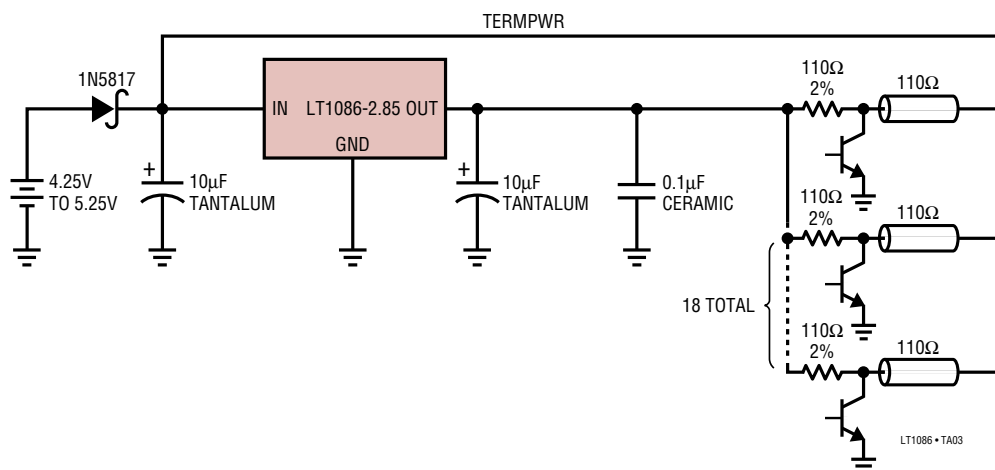 TERMPWR
1N5817
IN LT1086-2.85 OUT
GND
4.25V
TO 5.25V
+
10µF
TANTALUM
+
10µF
TANTALUM
0.1µF
CERAMIC
110Ω
2%
110Ω
110Ω
2%
110Ω
18 TOTAL
110Ω
2%
110Ω
LT1086 • TA03